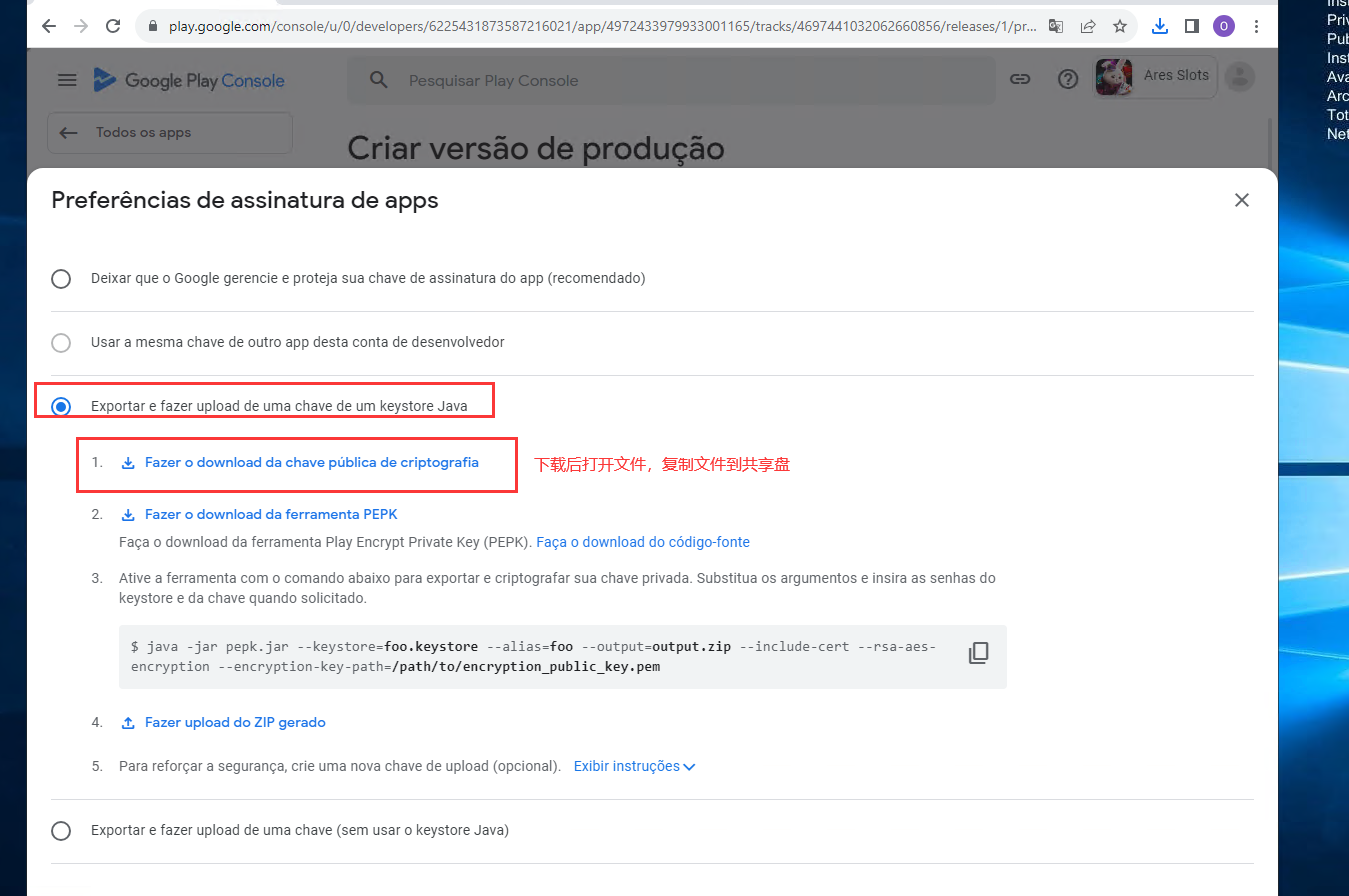 Inst
Priv
Pub
Inst
Ava
Arc
Tot
Net
play.google.com/console/u/0/developers/6225431873587216021/app/4972433979933001165/tracks/4697441032062660856/releases/1/pr...
O
Google Play Console
Pesquisar Play Console
Ares Slots
Todos os apps
Criar versão de produção
Preferências de assinatura de apps
Deixar que o Google gerencie e proteja sua chave de assinatura do app (recomendado)
Usar a mesma chave de outro app desta conta de desenvolvedor
Exportar e fazer upload de uma chave de um keystore Java
1. Fazer o download da chave pública de criptografia
下载后打开文件，复制文件到共享盘
2. Fazer o download da ferramenta PEPK
Faça o download da ferramenta Play Encrypt Private Key (PEPK). Faça o download do código-fonte
3. Ative a ferramenta com o comando abaixo para exportar e criptografar sua chave privada. Substitua os argumentos e insira as senhas do
keystore e da chave quando solicitado.
$ java -jar pepk.jar --keystore=foo.keystore --alias=foo --output=output.zip --include-cert --rsa-aes-
encryption --encryption-key-path=/path/to/encryption_public_key.pem
4. Fazer upload do ZIP gerado
5. Para reforçar a segurança, crie uma nova chave de upload (opcional). Exibir instruções
Exportar e fazer upload de uma chave (sem usar o keystore Java)